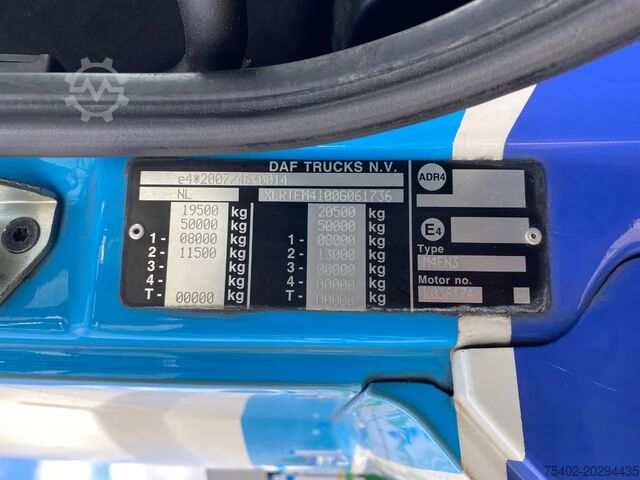 DAF TRUCKS N.V.
e4*2007/46*0014
NL XLRTEM4100G061736
19500 kg 20500 kg
50000 kg 50000 kg
1 - 08000 kg 1 - 08000 kg
2 - 11500 kg 2 - 13000 kg
3 - kg 3 - 00000 kg
4 - kg 4 - 00000 kg
T - 00000 kg T - 00000 kg
ADR4
E4
Type
M4EN3
Motor no.
75402-20294435